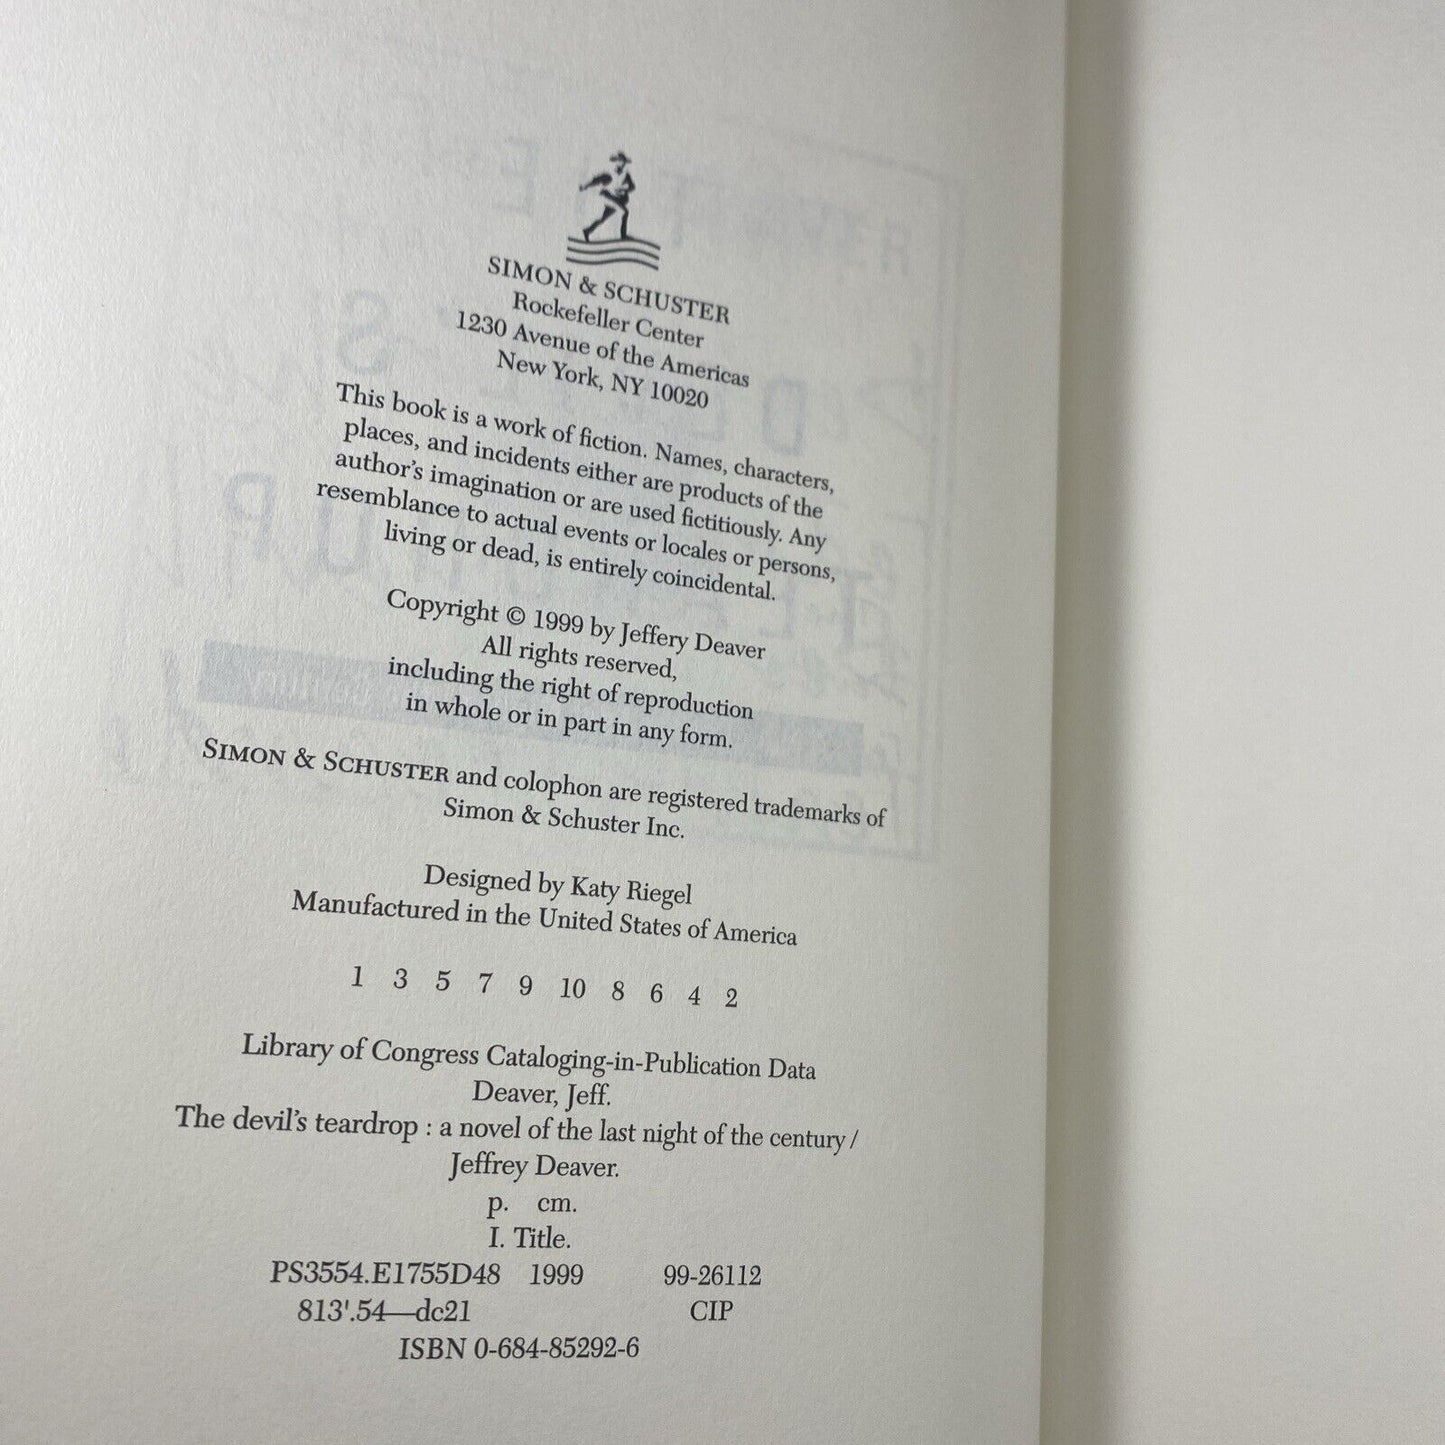 SIMON & SCHUSTER
Rockefeller Center
1230 Avenue of the Americas
New York, NY 10020
This book is a work of fiction. Names, characters,
places, and incidents either are products of the
author's imagination or are used fictitiously. Any
resemblance to actual events or locales or persons,
living or dead, is entirely coincidental.
Copyright © 1999 by Jeffery Deaver
All rights reserved,
including the right of reproduction
in whole or in part in any form.
SIMON & SCHUSTER and colophon are registered trademarks of
Simon & Schuster Inc.
Designed by Katy Riegel
Manufactured in the United States of America
1 3 5 7 9 10 8 6 4 2
Library of Congress Cataloging-in-Publication Data
Deaver, Jeff.
The devil's teardrop : a novel of the last night of the century /
Jeffrey Deaver.
p. cm.
I. Title.
PS3554.E1755D48 1999 99-26112
813'.54—dc21 CIP
ISBN 0-684-85292-6